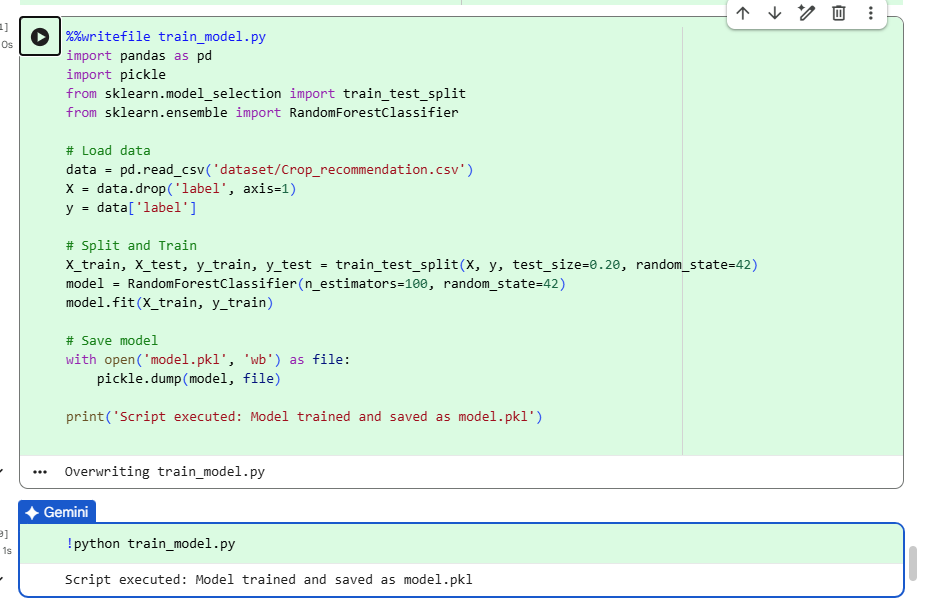 1]
0s
%%writefile train_model.py
import pandas as pd
import pickle
from sklearn.model_selection import train_test_split
from sklearn.ensemble import RandomForestClassifier
# Load data
data = pd.read_csv('dataset/Crop_recommendation.csv')
X = data.drop('label', axis=1)
y = data['label']
# Split and Train
X_train, X_test, y_train, y_test = train_test_split(X, y, test_size=0.20, random_state=42)
model = RandomForestClassifier(n_estimators=100, random_state=42)
model.fit(X_train, y_train)
# Save model
with open('model.pkl', 'wb') as file:
    pickle.dump(model, file)
print('Script executed: Model trained and saved as model.pkl')
Overwriting train_model.py
Gemini
1s
!python train_model.py
Script executed: Model trained and saved as model.pkl